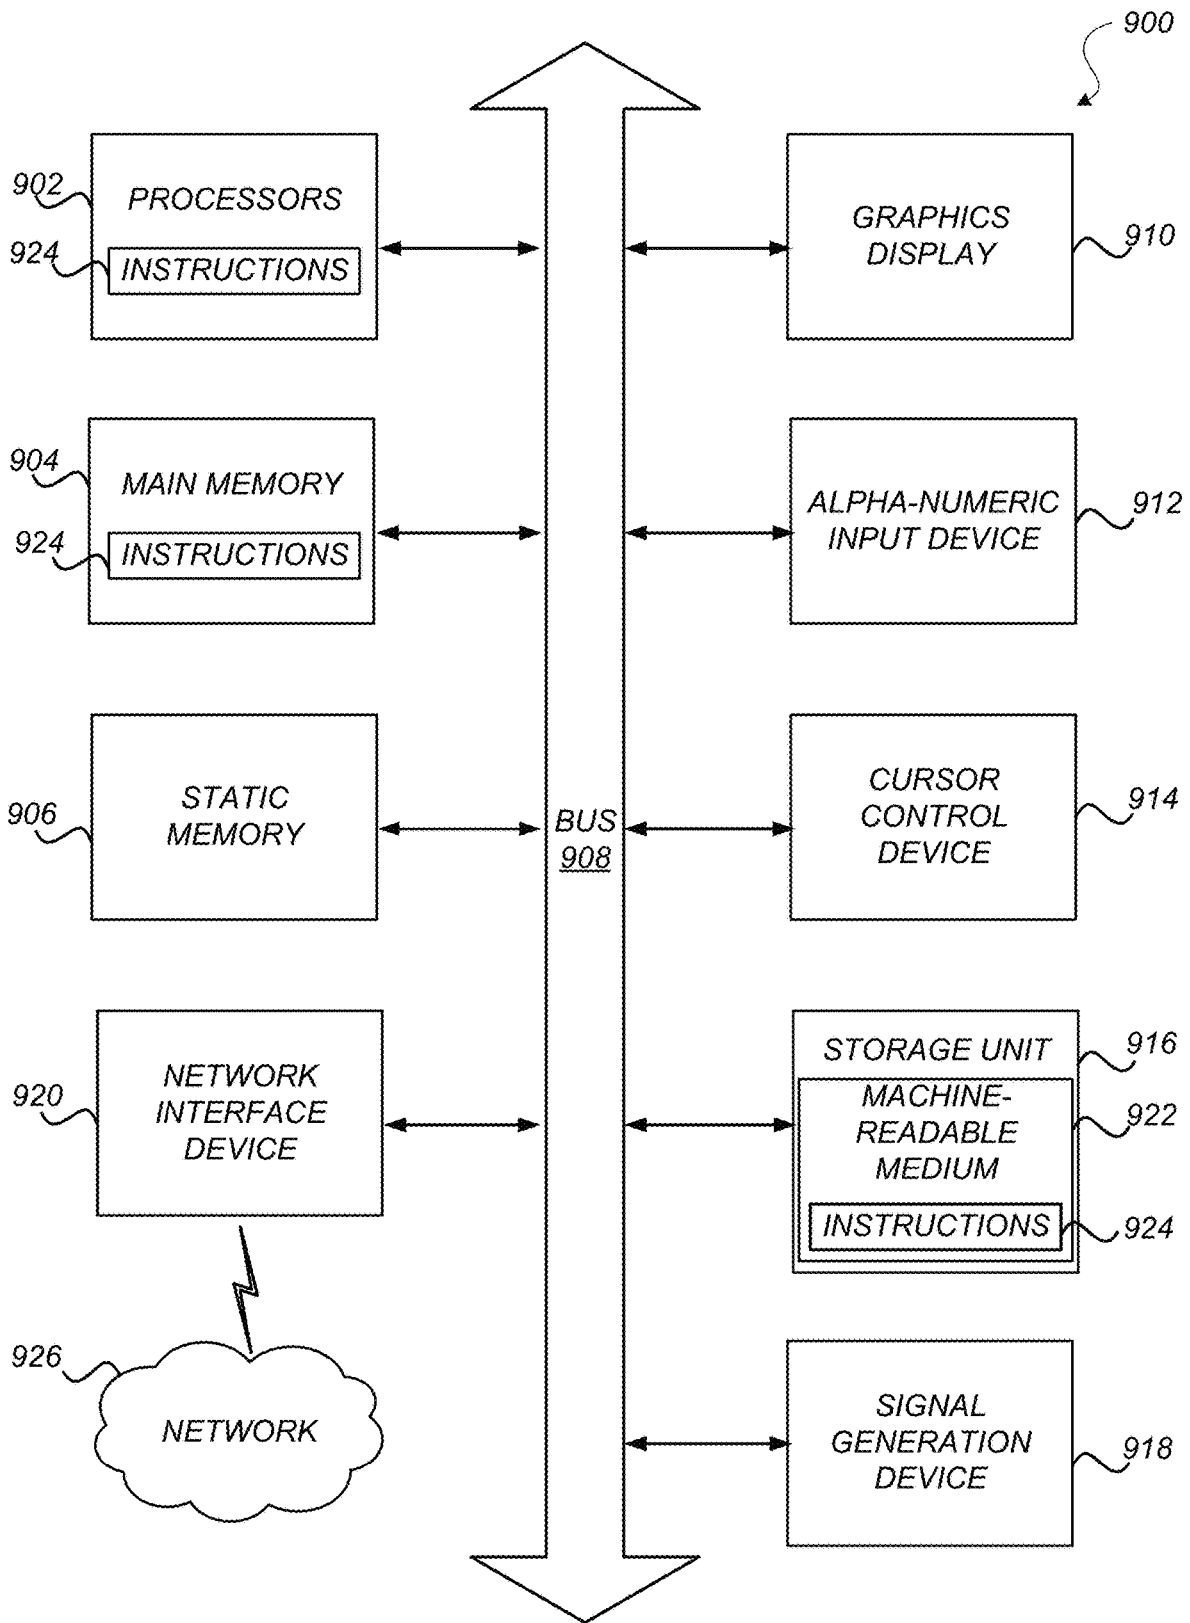 900
902
PROCESSORS
924
INSTRUCTIONS
GRAPHICS
DISPLAY
910
904
MAIN MEMORY
924
INSTRUCTIONS
ALPHA-NUMERIC
INPUT DEVICE
912
906
STATIC
MEMORY
BUS
908
CURSOR
CONTROL
DEVICE
914
920
NETWORK
INTERFACE
DEVICE
STORAGE UNIT
916
MACHINE-
READABLE
MEDIUM
922
INSTRUCTIONS
924
926
NETWORK
SIGNAL
GENERATION
DEVICE
918